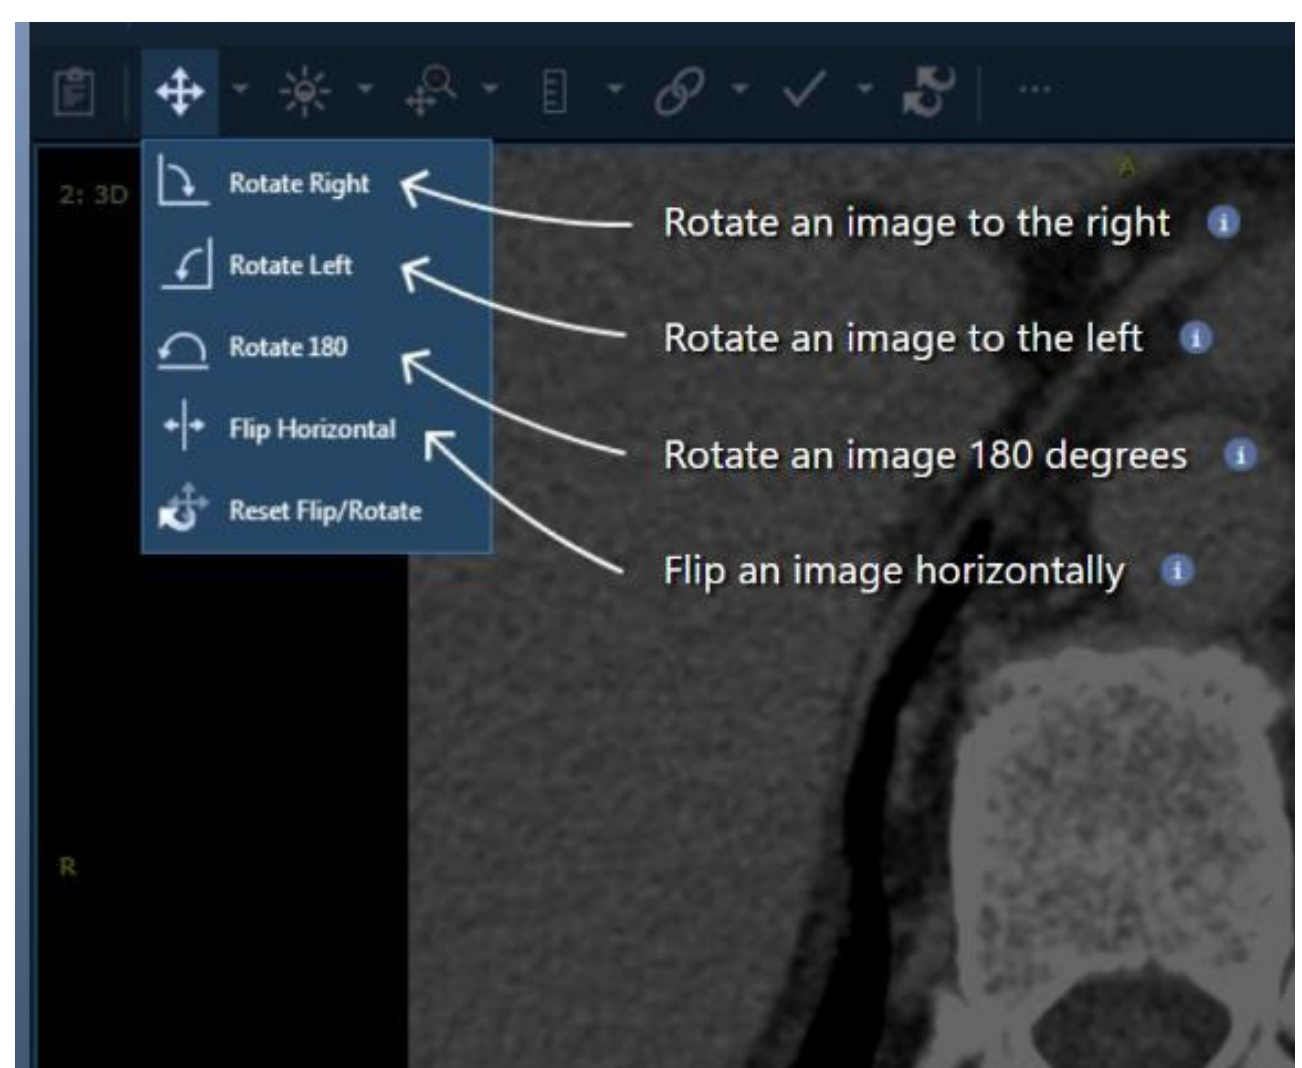 2: 3D
A
Rotate Right
Rotate an image to the right i
Rotate Left
Rotate an image to the left i
Rotate 180
Rotate an image 180 degrees i
Flip Horizontal
Flip an image horizontally i
Reset Flip/Rotate
R